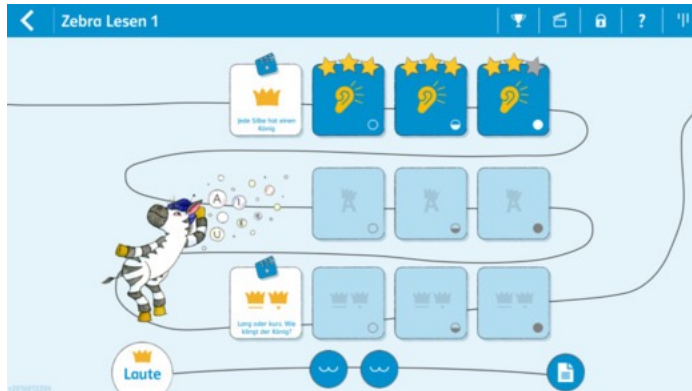 Zebra Lesen 1
?
Jede Silbe hat einen
König
A
I
U
E
E
A
Lang oder kurz: Wie
klingt der König?
Laute